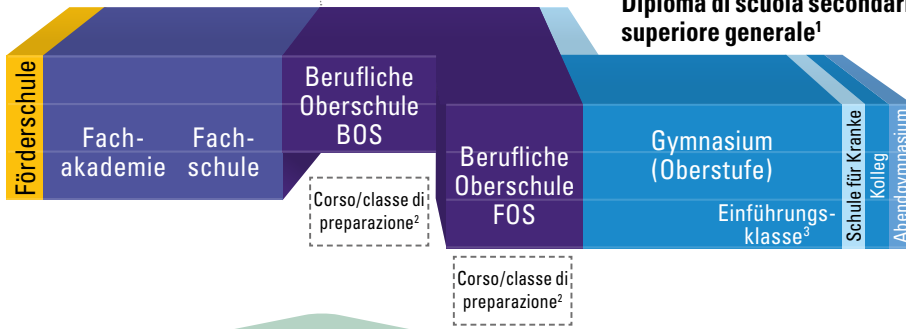 Diploma di scuola secondari
superiore generale¹
Förderschule
Fach-
akademie
Fach-
schule
Berufliche
Oberschule
BOS
Corso/classe di
preparazione²
Berufliche
Oberschule
FOS
Corso/classe di
preparazione²
Gymnasium
(Oberstufe)
Einführungs-
klasse³
Schule für Kranke
Kolleg
Abendgymnasium